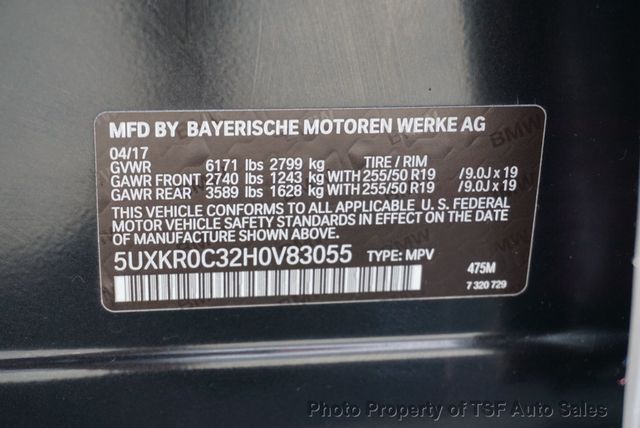 MFD BY BAYERISCHE MOTOREN WERKE AG
04/17
GVWR 6171 lbs 2799 kg TIRE / RIM
GAWR FRONT 2740 lbs 1243 kg WITH 255/50 R19 /9.0J x 19
GAWR REAR 3589 lbs 1628 kg WITH 255/50 R19 /9.0J x 19
THIS VEHICLE CONFORMS TO ALL APPLICABLE U. S. FEDERAL
MOTOR VEHICLE SAFETY STANDARDS IN EFFECT ON THE DATE
OF MANUFACTURE SHOWN ABOVE.
5UXKR0C32H0V83055 TYPE: MPV
475M
7 320 729
BMW
Photo Property of TSF Auto Sales